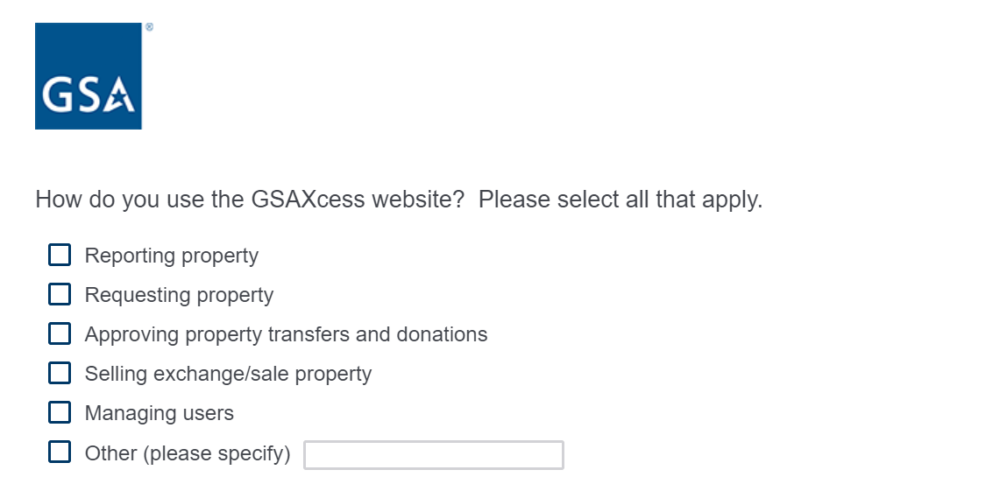 ®
GSA
How do you use the GSAXcess website?  Please select all that apply.
Reporting property
Requesting property
Approving property transfers and donations
Selling exchange/sale property
Managing users
Other (please specify)